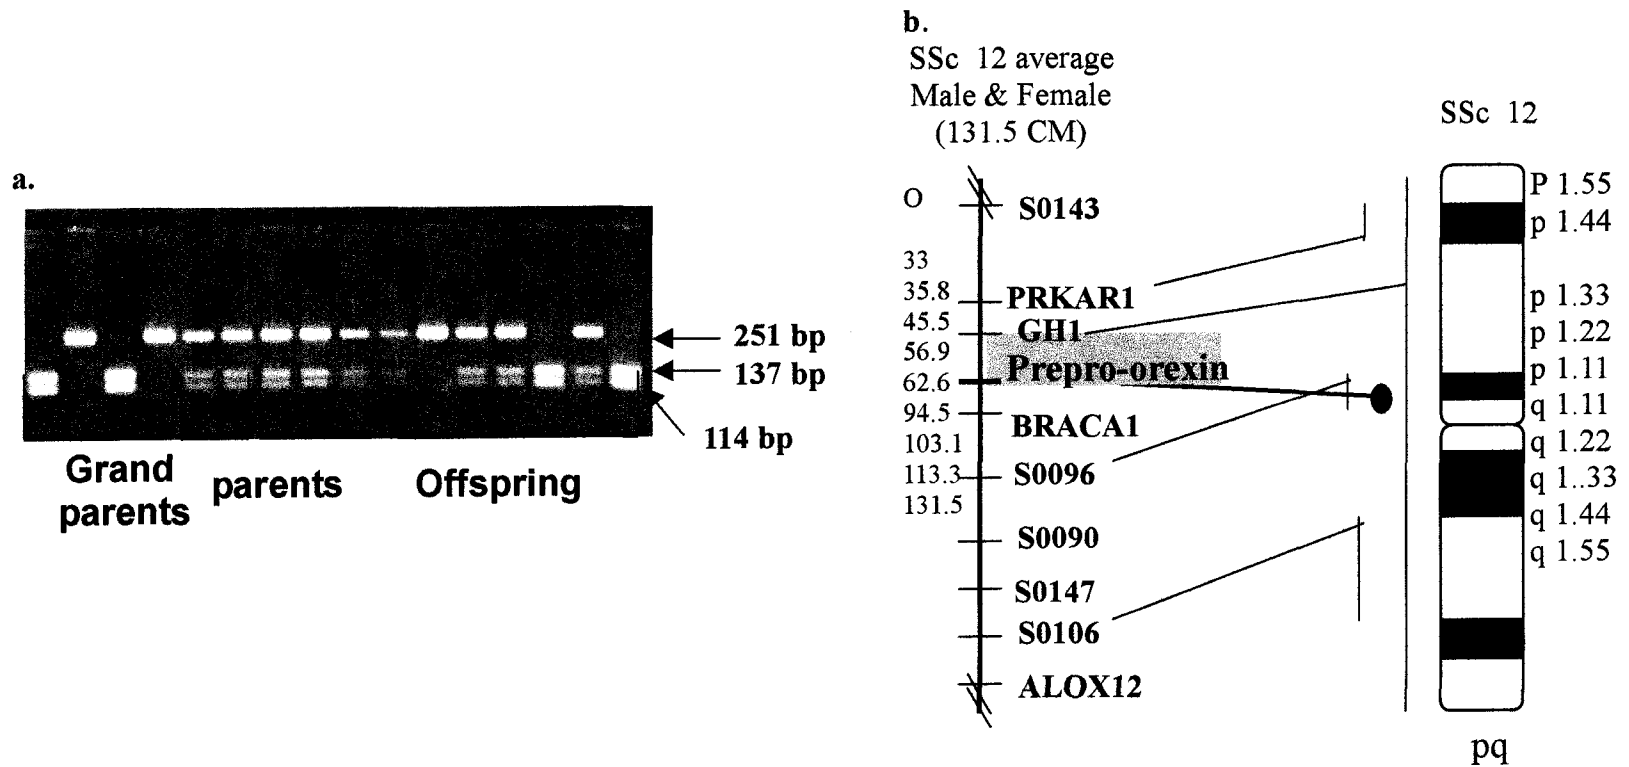 a.
251 bp
137 bp
114 bp
Grand
parents
parents
Offspring
b.
SSc 12 average
Male & Female
(131.5 CM)
O
33
35.8
45.5
56.9
62.6
94.5
103.1
113.3
131.5
S0143
PRKAR1
GH1
Prepro-orexin
BRACA1
S0096
S0090
S0147
S0106
ALOX12
SSc 12
P 1.55
p 1.44
p 1.33
p 1.22
p 1.11
q 1.11
q 1.22
q 1..33
q 1.44
q 1.55
pq